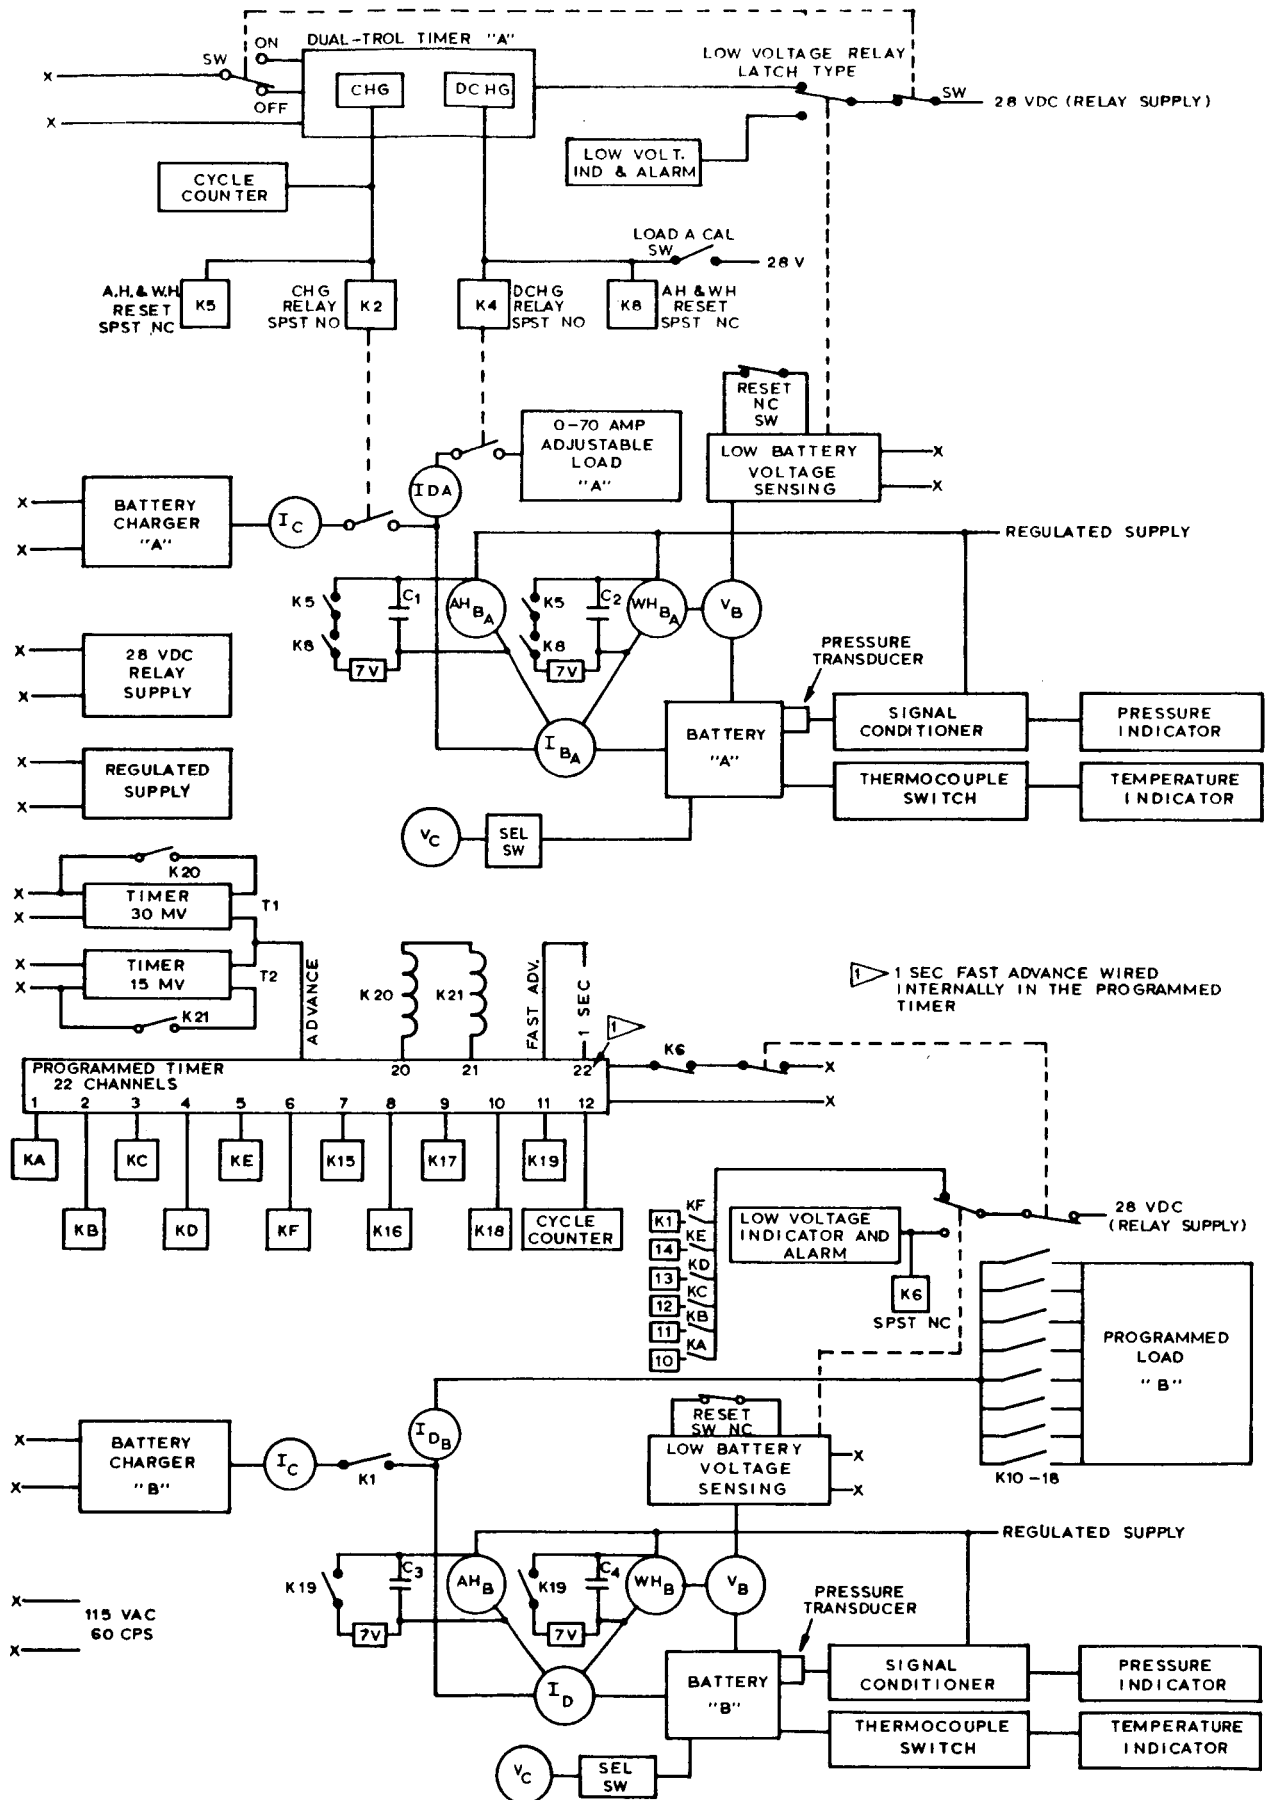 ON
DUAL-TROL TIMER "A"
SW
X
OFF
X
CHG
DCHG
LOW VOLTAGE RELAY
LATCH TYPE
SW
28 VDC (RELAY SUPPLY)
LOW VOLT.
IND & ALARM
CYCLE
COUNTER
LOAD A CAL
SW
28 V
A.H. & W.H
RESET
SPST NC
K5
CHG
RELAY
SPST NO
K2
K4
DCHG
RELAY
SPST NO
K8
AH & WH
RESET
SPST NC
RESET
NC
SW
0-70 AMP
ADJUSTABLE
LOAD
"A"
LOW BATTERY
VOLTAGE
SENSING
X
X
IDA
X
X
BATTERY
CHARGER
"A"
IC
REGULATED SUPPLY
K5
K8
C1
7V
AHBA
K5
K8
C2
7V
WHBA
VB
PRESSURE
TRANSDUCER
X
X
28 VDC
RELAY
SUPPLY
IBA
BATTERY
"A"
SIGNAL
CONDITIONER
PRESSURE
INDICATOR
X
X
REGULATED
SUPPLY
THERMOCOUPLE
SWITCH
TEMPERATURE
INDICATOR
VC
SEL
SW
K20
X
X
TIMER
30 MV
T1
X
X
TIMER
15 MV
T2
K21
ADVANCE
K20
K21
FAST ADV.
1 SEC
1
1 1 SEC FAST ADVANCE WIRED
INTERNALLY IN THE PROGRAMMED
TIMER
PROGRAMMED TIMER
22 CHANNELS
20 21 22
1 2 3 4 5 6 7 8 9 10 11 12
K6
X
X
KA
KC
KE
K15
K17
K19
KB
KD
KF
K16
K18
CYCLE
COUNTER
K1
KF
14
KE
13
KD
12
KC
11
KB
10
KA
LOW VOLTAGE
INDICATOR AND
ALARM
28 VDC
(RELAY SUPPLY)
K6
SPST NC
PROGRAMMED
LOAD
"B"
K10-18
IDB
RESET
SW NC
LOW BATTERY
VOLTAGE
SENSING
X
X
X
X
BATTERY
CHARGER
"B"
IC
K1
REGULATED SUPPLY
K19
C3
7V
AHB
K19
C4
7V
WHB
VB
PRESSURE
TRANSDUCER
X
X
115 VAC
60 CPS
ID
BATTERY
"B"
SIGNAL
CONDITIONER
PRESSURE
INDICATOR
THERMOCOUPLE
SWITCH
TEMPERATURE
INDICATOR
VC
SEL
SW